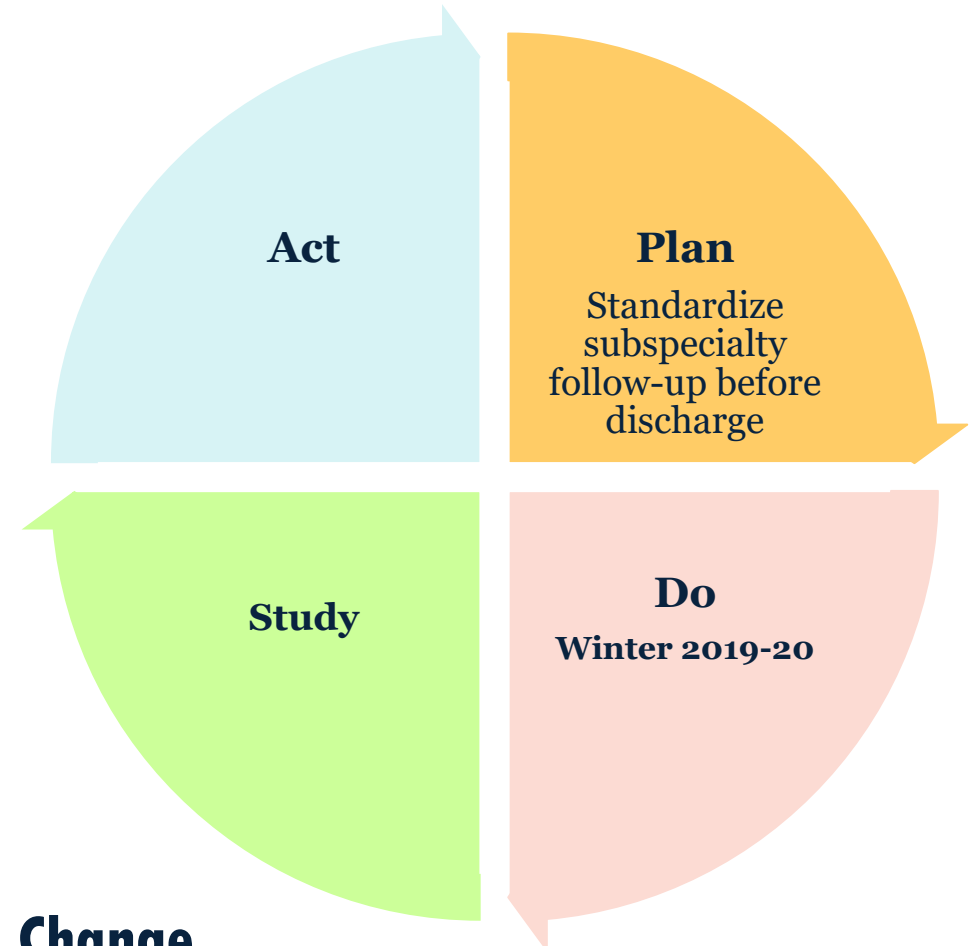 Act
Plan
Standardize
subspecialty
follow-up before
discharge
Study
Do
Winter 2019-20
Change